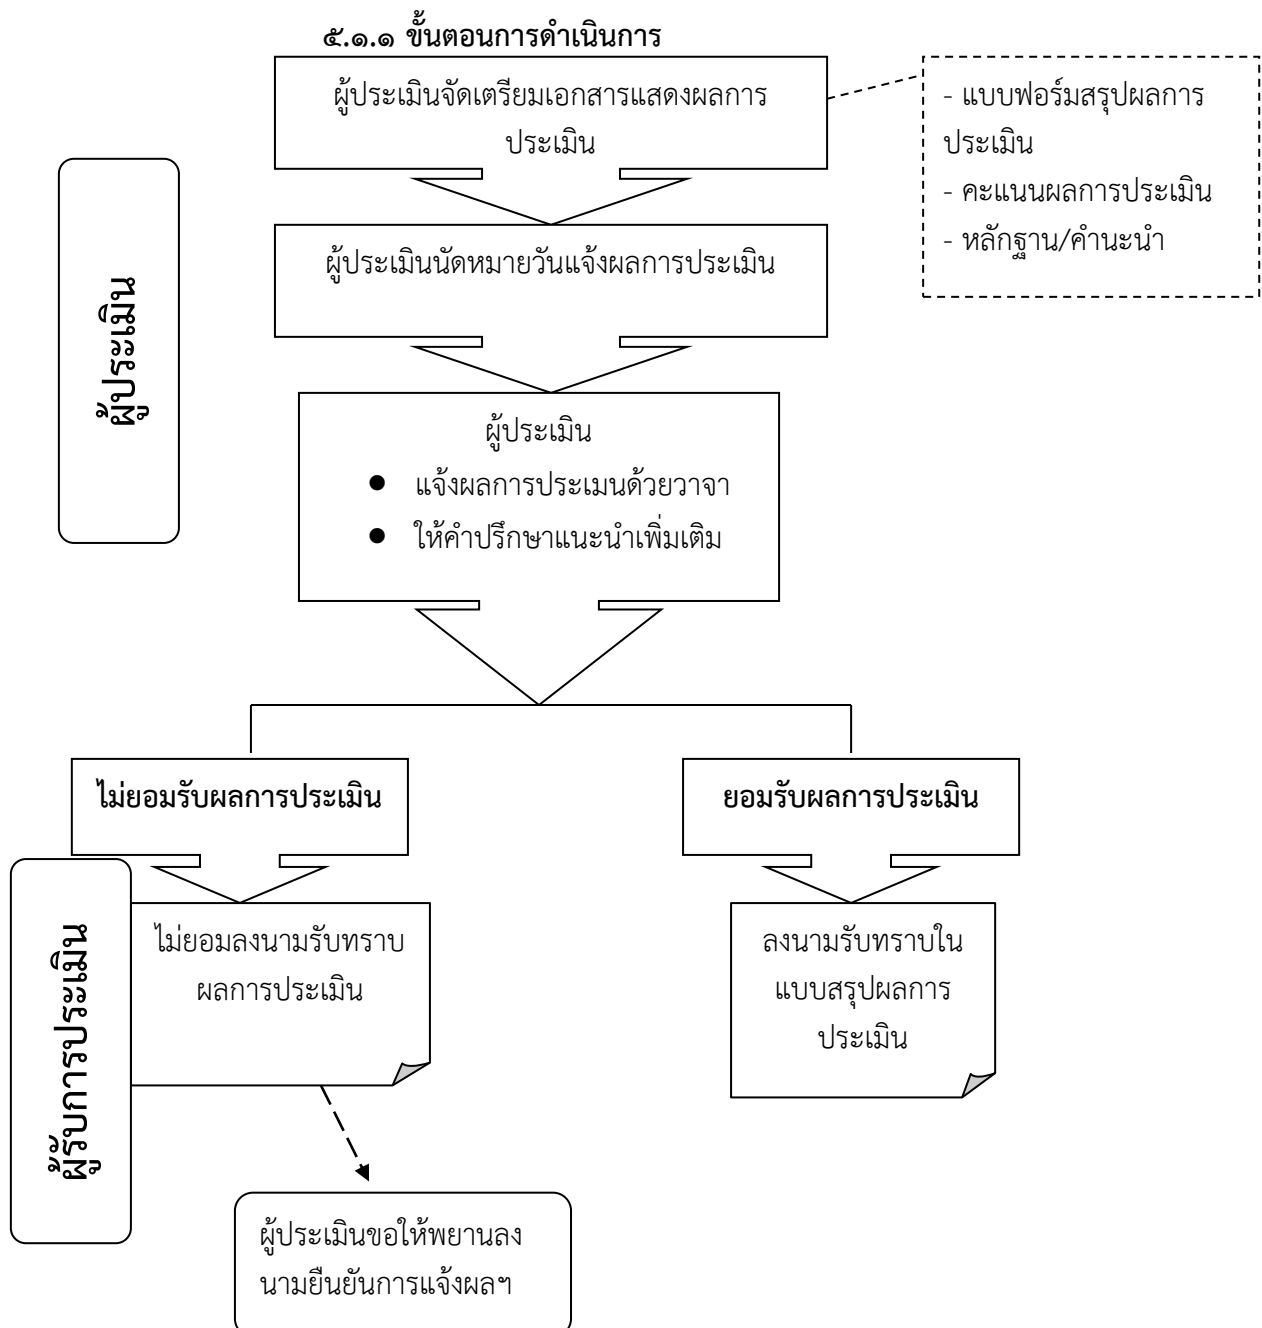 ๕.๑.๑ ขั้นตอนการดำเนินการ
ผู้ประเมินจัดเตรียมเอกสารแสดงผลการ
ประเมิน
- แบบฟอร์มสรุปผลการ
ประเมิน
- คะแนนผลการประเมิน
- หลักฐาน/คำนะนำ
ผู้ประเมินนัดหมายวันแจ้งผลการประเมิน
ผู้ประเมิน
ผู้ประเมิน
● แจ้งผลการประเมนด้วยวาจา
● ให้คำปรึกษาแนะนำเพิ่มเติม
ไม่ยอมรับผลการประเมิน
ยอมรับผลการประเมิน
ผู้รับการประเมิน
ไม่ยอมลงนามรับทราบ
ผลการประเมิน
ลงนามรับทราบใน
แบบสรุปผลการ
ประเมิน
ผู้ประเมินขอให้พยานลง
นามยืนยันการแจ้งผลฯ